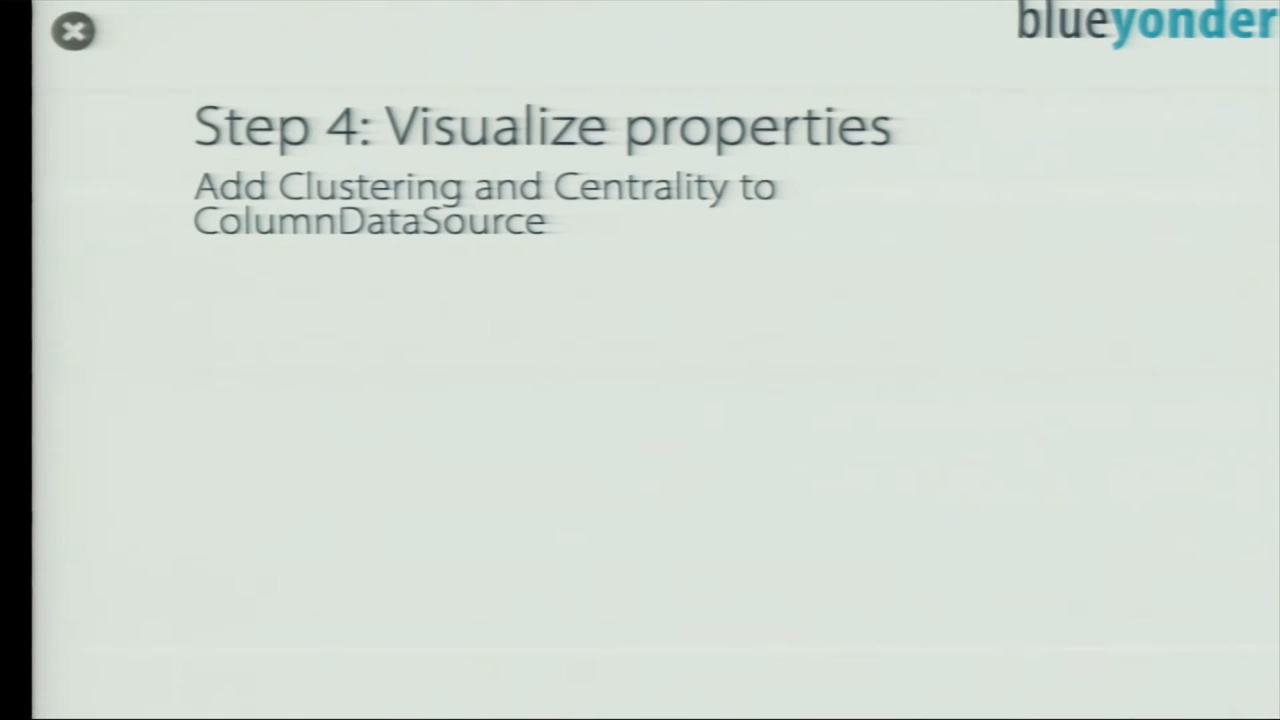 blueyonder
Step 4: Visualize properties
Add Clustering and Centrality to
ColumnDataSource